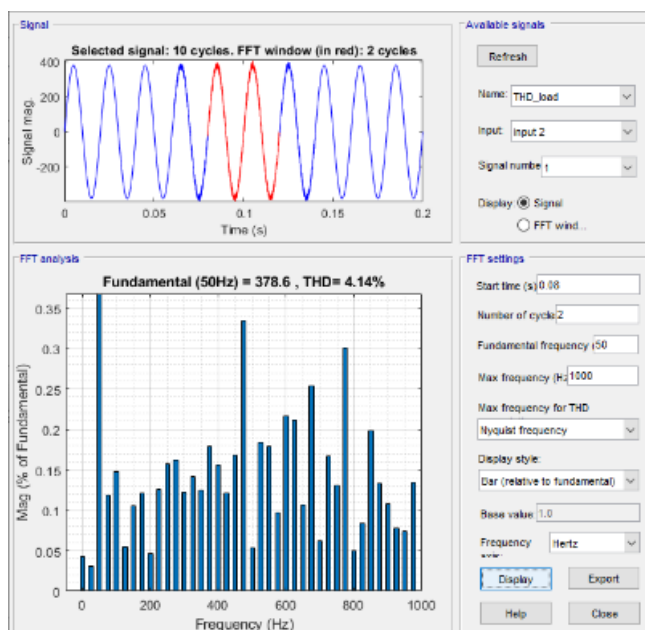 Signal
Selected signal: 10 cycles. FFT window (in red): 2 cycles
400
200
0
-200
Signal mag.
0
0.05
0.1
0.15
0.2
Time (s)
Available signals
Refresh
Name: THD_load
Input: input 2
Signal numbe 1
Display: Signal
FFT wind...
FFT analysis
Fundamental (50Hz) = 378.6 , THD= 4.14%
0.35
0.3
0.25
0.2
0.15
0.1
0.05
0
Mag (% of Fundamental)
0
200
400
600
800
1000
Frequency (Hz)
FFT settings
Start time (s) 0.08
Number of cycle 2
Fundamental frequency ( 50
Max frequency (Hz 1000
Max frequency for THD
Nyquist frequency
Display style:
Bar (relative to fundamental)
Base value: 1.0
Frequency
Hertz
Display
Export
Help
Close